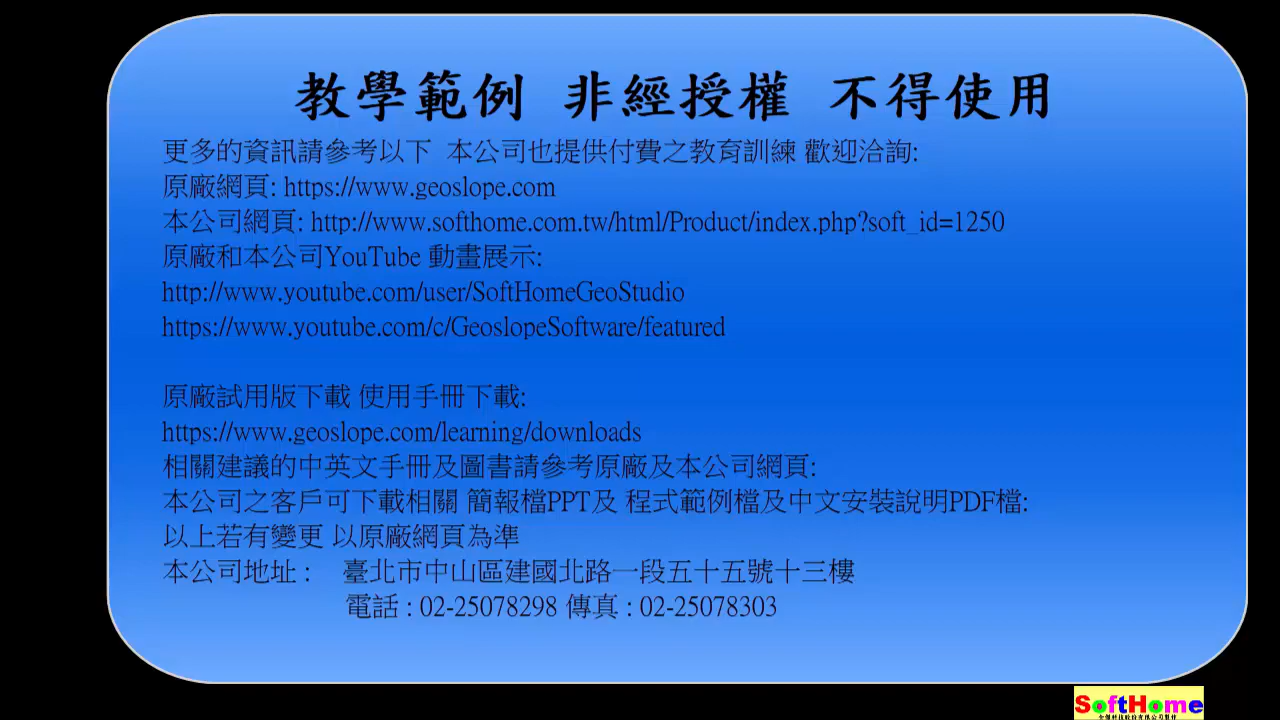 教學範例 非經授權 不得使用
更多的資訊請參考以下 本公司也提供付費之教育訓練 歡迎洽詢:
原廠網頁: https://www.geoslope.com
本公司網頁: http://www.softhome.com.tw/html/Product/index.php?soft_id=1250
原廠和本公司YouTube 動畫展示:
http://www.youtube.com/user/SoftHomeGeoStudio
https://www.youtube.com/c/GeoslopeSoftware/featured
原廠試用版下載 使用手冊下載:
https://www.geoslope.com/learning/downloads
相關建議的中英文手冊及圖書請參考原廠及本公司網頁:
本公司之客戶可下載相關 簡報檔PPT及 程式範例檔及中文安裝說明PDF檔:
以上若有變更 以原廠網頁為準
本公司地址 : 臺北市中山區建國北路一段五十五號十三樓
電話 : 02-25078298 傳真 : 02-25078303
SoftHome